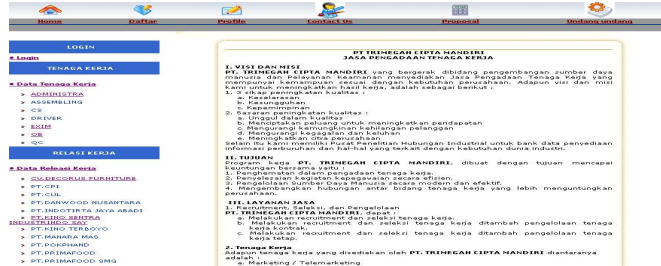 Home
Daftar
Profile
Contact Us
Proposal
Undang undang
LOGIN
Login
TENAGA KERJA
Data Tenaga Kerja
ADMINISTRA
ASSEMBLING
CS
DRIVER
EXIM
OB
QC
RELASI KERJA
Data Relasi Kerja
CV.DECORUS FURNITURE
PT.CPI
PT.CUL
PT.DANWOOD NUSANTARA
PT.INDOTIRTA JAYA ABADI
PT.KINO SENTRA
INDUSTRINDO SAY
PT.KINO TERBOYO
PT.MANARA MAS
PT.POKPHAND
PT.PRIMAFOOD
PT.PRIMAFOOD SMG
PT TRIMEGAH CIPTA MANDIRI
JASA PENGADAAN TENAGA KERJA
I. VISI DAN MISI
PT. TRIMEGAH CIPTA MANDIRI yang bergerak dibidang pengembangan sumber daya
manusia dan Pelayanan Keamanan menyediakan Jasa Pengadaan Tenaga Kerja yang
mempunyai kemampuan sesuai dengan kebutuhan perusahaan. Adapun visi dan misi
kami untuk meningkatkan hasil kerja, adalah sebagai berikut :
1. 3 sikap peningkatan kualitas :
a. Keselarasan
b. Kesungguhan
c. Kepemimpinan
2. Sasaran peningkatan kualitas :
a. Unggul dalam kualitas
b. Menciptakan peluang untuk meningkatkan pendapatan
c. Mengurangi kemungkinan kehilangan pelanggan
d. Mengurangi kegagalan dan keluhan
e. Meningkatkan citra perusahaan
Selain itu kami memiliki Pusat Penelitian Hubungan Industrial untuk bank data penyediaan
informasi perburuhan dan hal-hal yang terkait dengan kebutuhan dunia industri.
II. TUJUAN
Program kerja PT. TRIMEGAH CIPTA MANDIRI, dibuat dengan tujuan mencapai
keuntungan bersama yaitu :
1. Penghematan dalam pengadaan tenaga kerja.
2. Penyelesaian kegiatan kepegawaian secara efisien.
3. Pengelolaan Sumber Daya Manusia secara modern dan efektif.
4. Mengembangkan hubungan antar bidang tenaga kerja yang lebih menguntungkan
perusahaan.
III. LAYANAN JASA
1. Recruitment, Seleksi, dan Pengelolaan
PT.TRIMEGAH CIPTA MANDIRI, dapat :
a. Melakukan recruitment dan seleksi tenaga kerja.
b. Melakukan recruitment dan seleksi tenaga kerja ditambah pengelolaan tenaga
kerja kontrak.
c. Melakukan recruitment dan seleksi tenaga kerja ditambah pengelolaan tenaga
kerja tetap.
2. Tenaga Kerja
Adapun tenaga kerja yang disediakan oleh PT.TRIMEGAH CIPTA MANDIRI diantaranya
adalah :
a. Marketing / Telemarketing